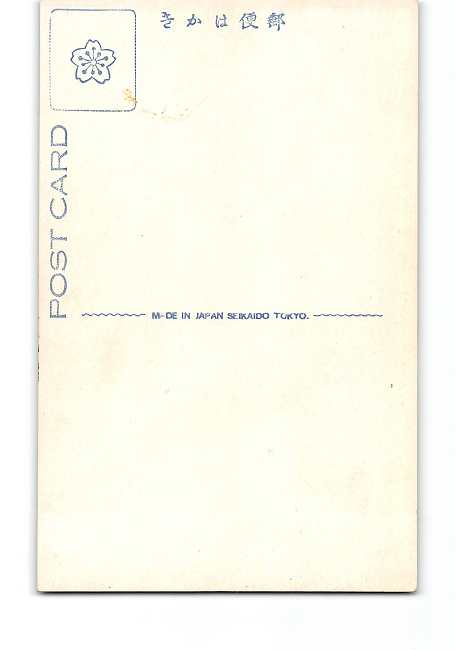 郵便はかき
POST CARD
MADE IN JAPAN SEIKAIDO TOKYO.